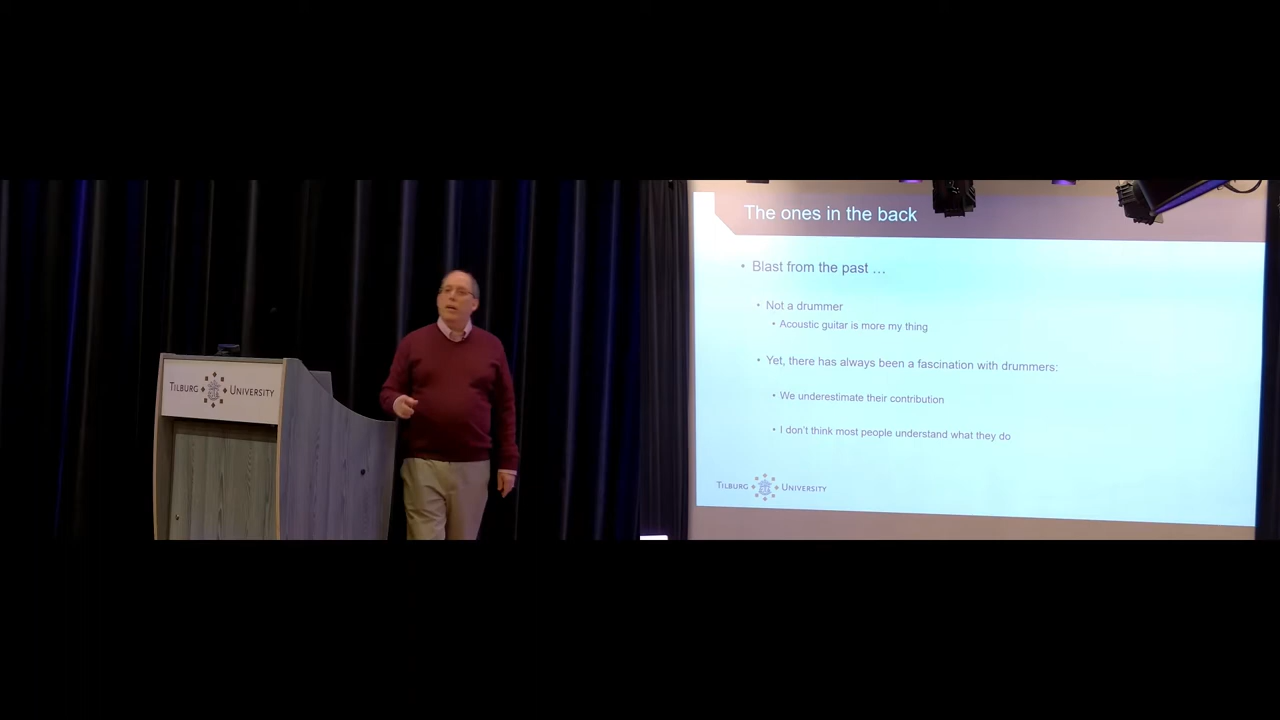 TILBURG UNIVERSITY
The ones in the back
• Blast from the past …
• Not a drummer
• Acoustic guitar is more my thing
• Yet, there has always been a fascination with drummers:
• We underestimate their contribution
• I don't think most people understand what they do
TILBURG UNIVERSITY